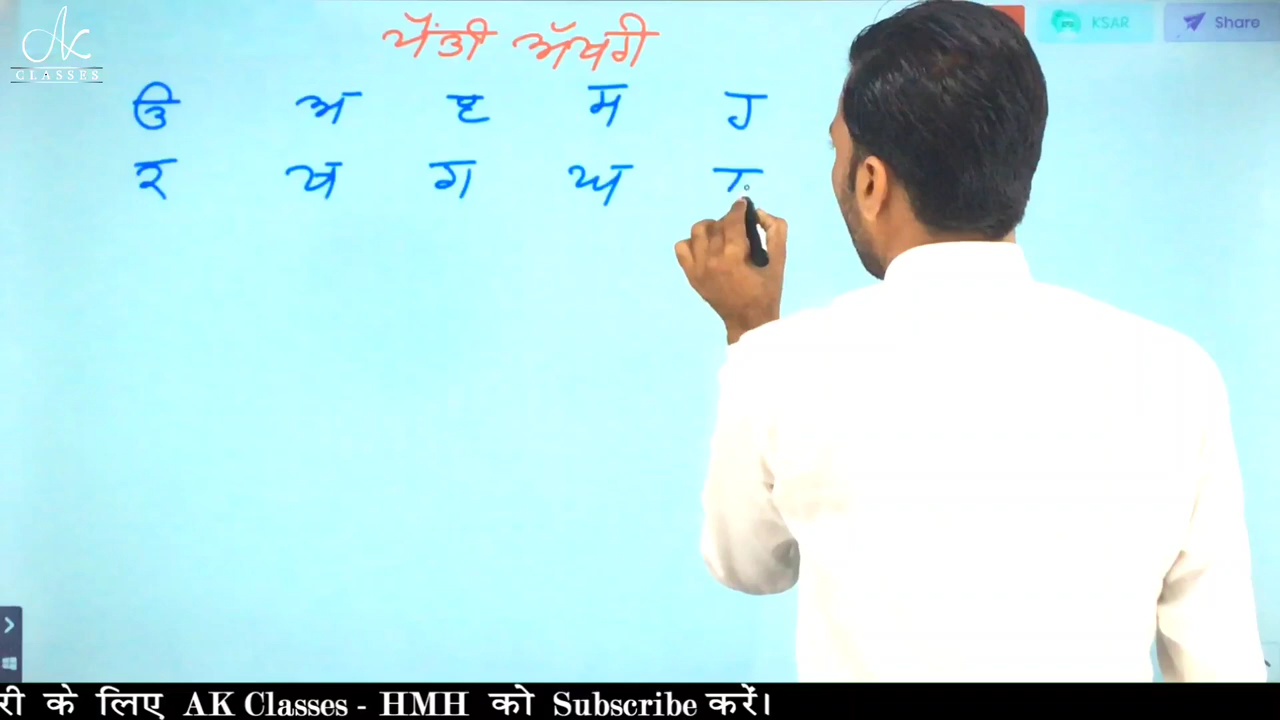 AK
CLASSES
KSAR
Share
ਪੈਂਤੀ ਅੱਖਰੀ
ੳ ਅ ੲ ਸ ਹ
ਕ ਖ ਗ ਘ
री के लिए AK Classes - HMH को Subscribe करें।